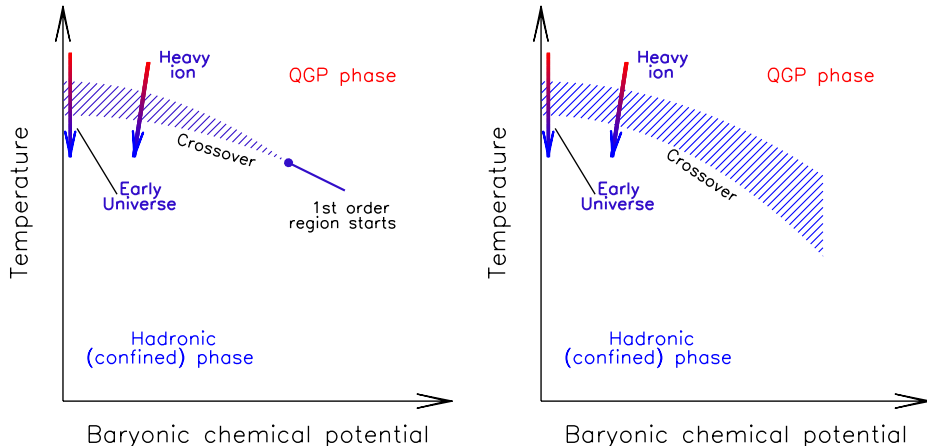 Heavy
ion
QGP phase
Crossover
Early
Universe
1st order
region starts
Hadronic
(confined) phase
Temperature
Baryonic chemical potential
Heavy
ion
QGP phase
Crossover
Early
Universe
Hadronic
(confined) phase
Temperature
Baryonic chemical potential